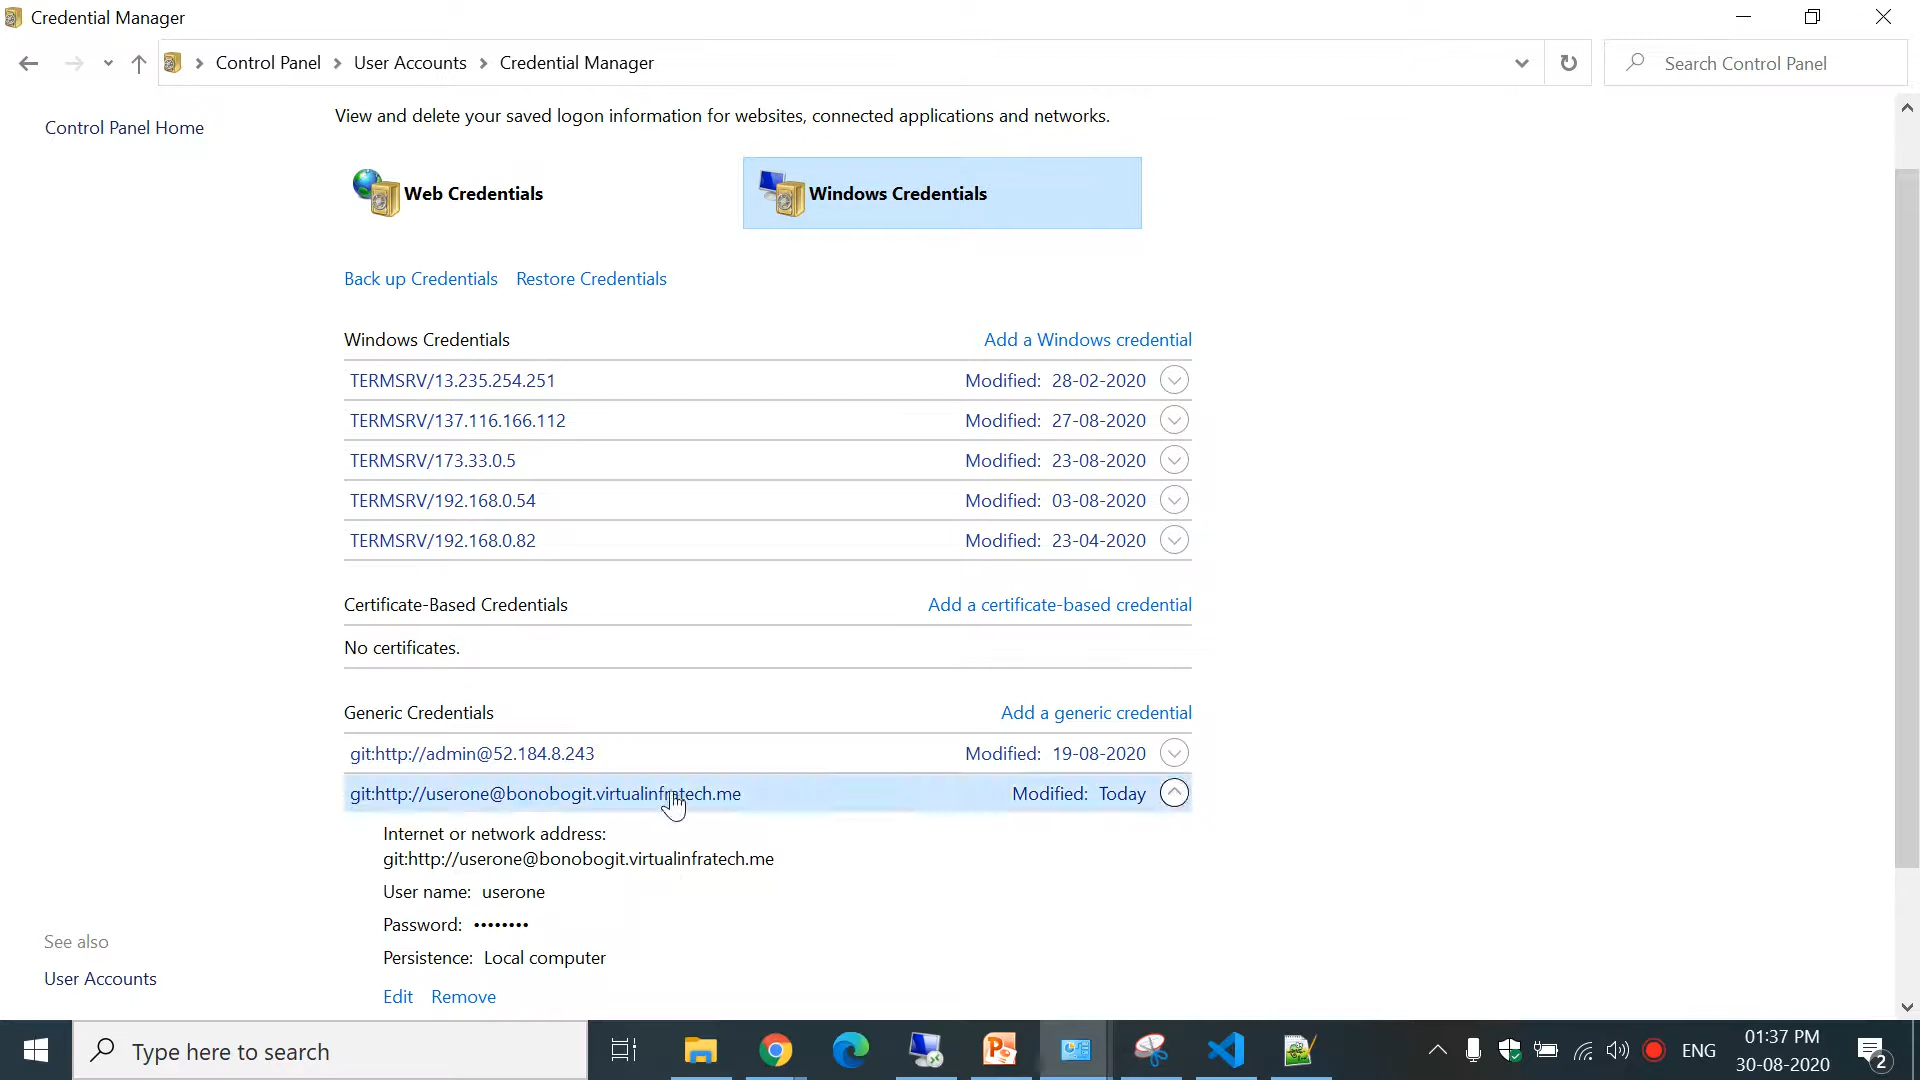 Credential Manager
Control Panel > User Accounts > Credential Manager
Search Control Panel
Control Panel Home
View and delete your saved logon information for websites, connected applications and networks.
Web Credentials
Windows Credentials
Back up Credentials Restore Credentials
Windows Credentials Add a Windows credential
TERMSRV/13.235.254.251 Modified: 28-02-2020
TERMSRV/137.116.166.112 Modified: 27-08-2020
TERMSRV/173.33.0.5 Modified: 23-08-2020
TERMSRV/192.168.0.54 Modified: 03-08-2020
TERMSRV/192.168.0.82 Modified: 23-04-2020
Certificate-Based Credentials Add a certificate-based credential
No certificates.
Generic Credentials Add a generic credential
git:http://admin@52.184.8.243 Modified: 19-08-2020
git:http://userone@bonobogit.virtualinfratech.me Modified: Today
Internet or network address:
git:http://userone@bonobogit.virtualinfratech.me
User name: userone
Password: ••••••••
Persistence: Local computer
Edit Remove
See also
User Accounts
Type here to search
ENG
01:37 PM
30-08-2020
2